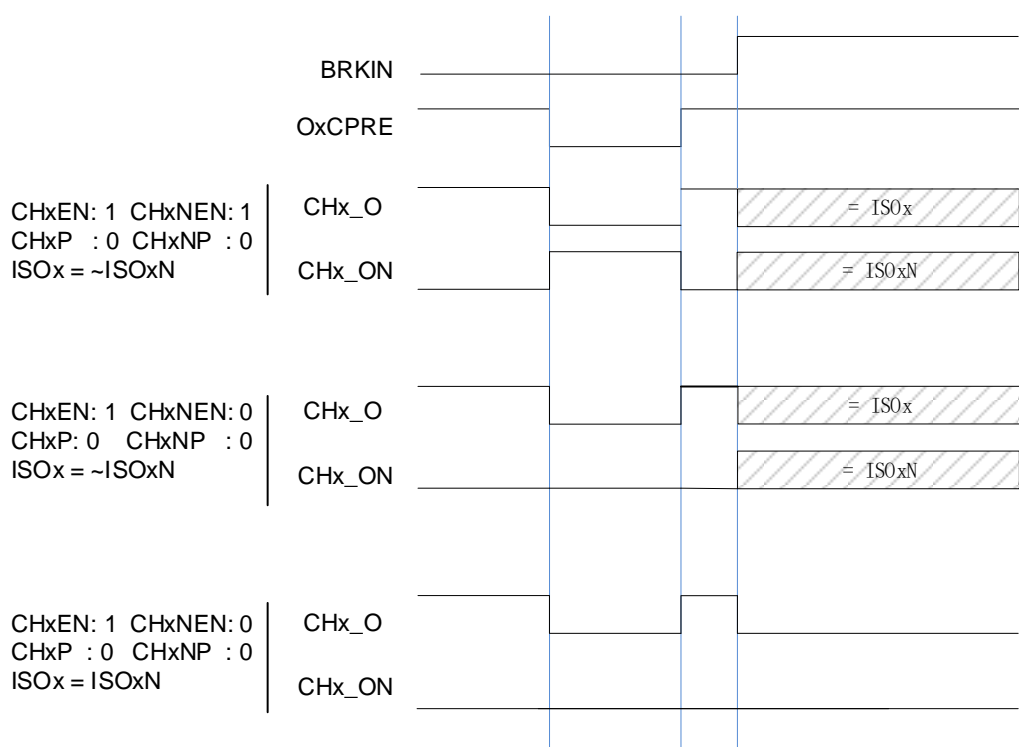 BRKIN
OxCPRE
CHxEN: 1 CHxNEN: 1
CHxP : 0 CHxNP : 0
ISOx = ~ISOxN
CHx_O
= ISOx
CHx_ON
= ISOxN
CHxEN: 1 CHxNEN: 0
CHxP: 0 CHxNP : 0
ISOx = ~ISOxN
CHx_O
= ISOx
CHx_ON
= ISOxN
CHxEN: 1 CHxNEN: 0
CHxP : 0 CHxNP : 0
ISOx = ISOxN
CHx_O
CHx_ON